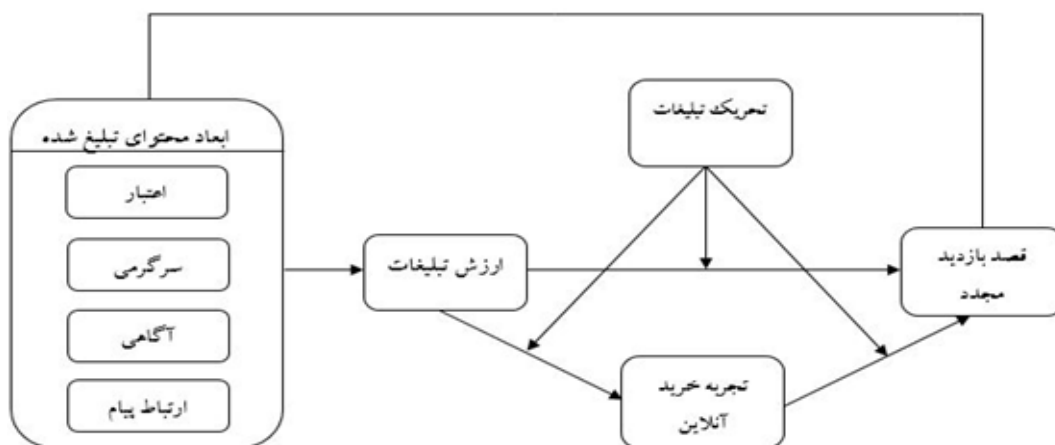 تحریک تبلیغات
ابعاد محتوای تبلیغ شده
اعتبار
سرگرمی
آگاهی
ارتباط پیام
ارزش تبلیغات
تجربه خرید
آنلاین
قصد بازدید
مجدد